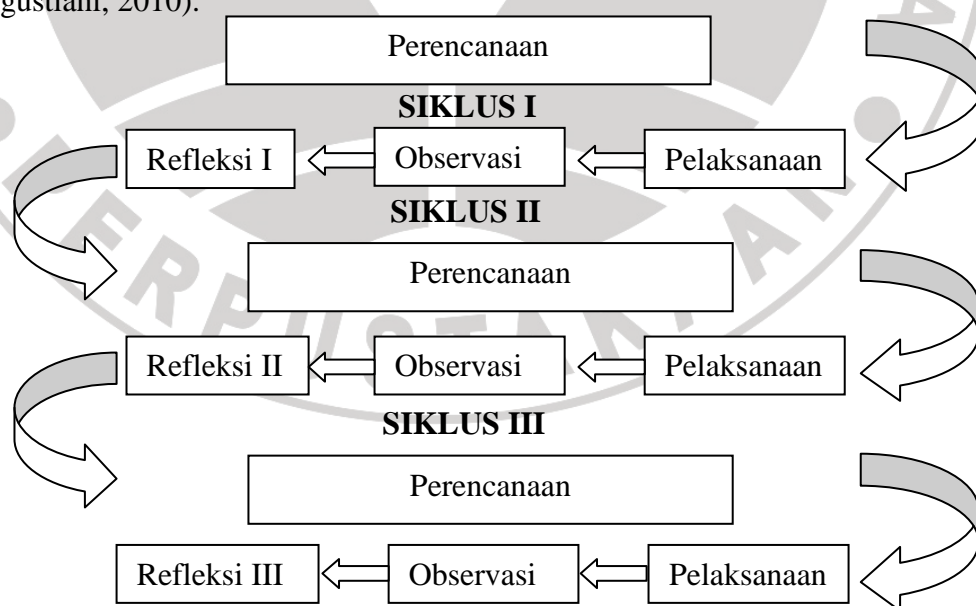 gustiani, 2010).
Perencanaan
SIKLUS I
Refleksi I Observasi Pelaksanaan
SIKLUS II
Perencanaan
Refleksi II Observasi Pelaksanaan
SIKLUS III
Perencanaan
Refleksi III Observasi Pelaksanaan
PERPUSTAKAAN